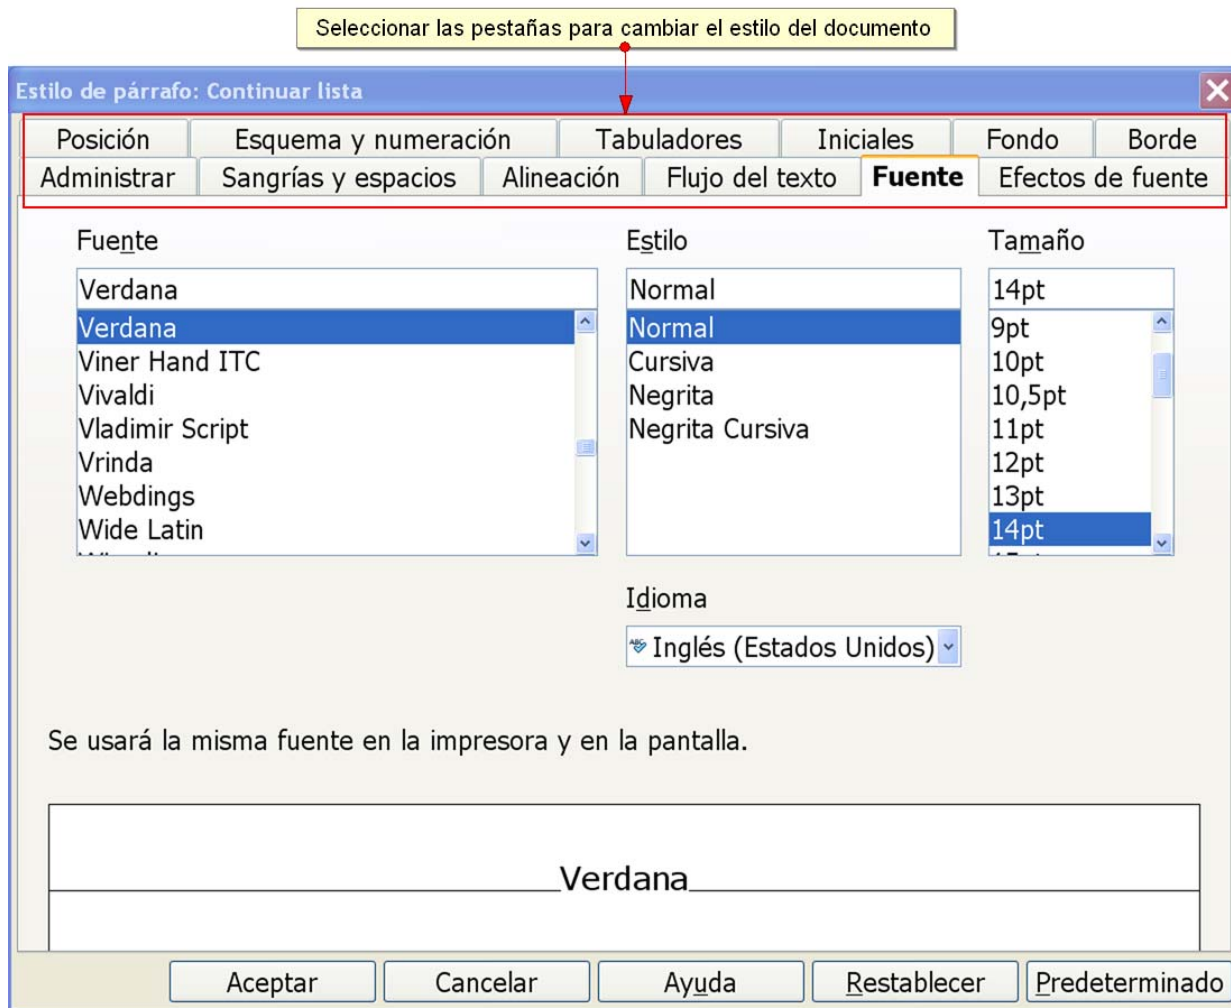 Seleccionar las pestañas para cambiar el estilo del documento
Estilo de párrafo: Continuar lista
Posición Esquema y numeración Tabuladores Iniciales Fondo Borde
Administrar Sangrías y espacios Alineación Flujo del texto Fuente Efectos de fuente
Fuente Estilo Tamaño
Verdana Normal 14pt
Verdana Normal 9pt
Viner Hand ITC Cursiva 10pt
Vivaldi Negrita 10,5pt
Vladimir Script Negrita Cursiva 11pt
Vrinda 12pt
Webdings 13pt
Wide Latin 14pt
Idioma
Inglés (Estados Unidos)
Se usará la misma fuente en la impresora y en la pantalla.
Verdana
Aceptar Cancelar Ayuda Restablecer Predeterminado